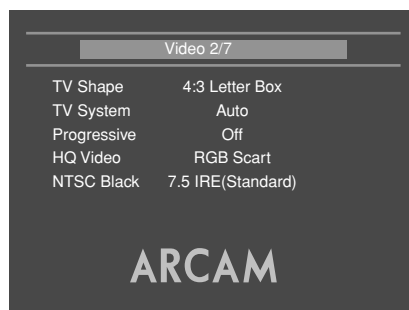 Video 2/7
TV Shape 4:3 Letter Box
TV System Auto
Progressive Off
HQ Video RGB Scart
NTSC Black 7.5 IRE(Standard)
ARCAM